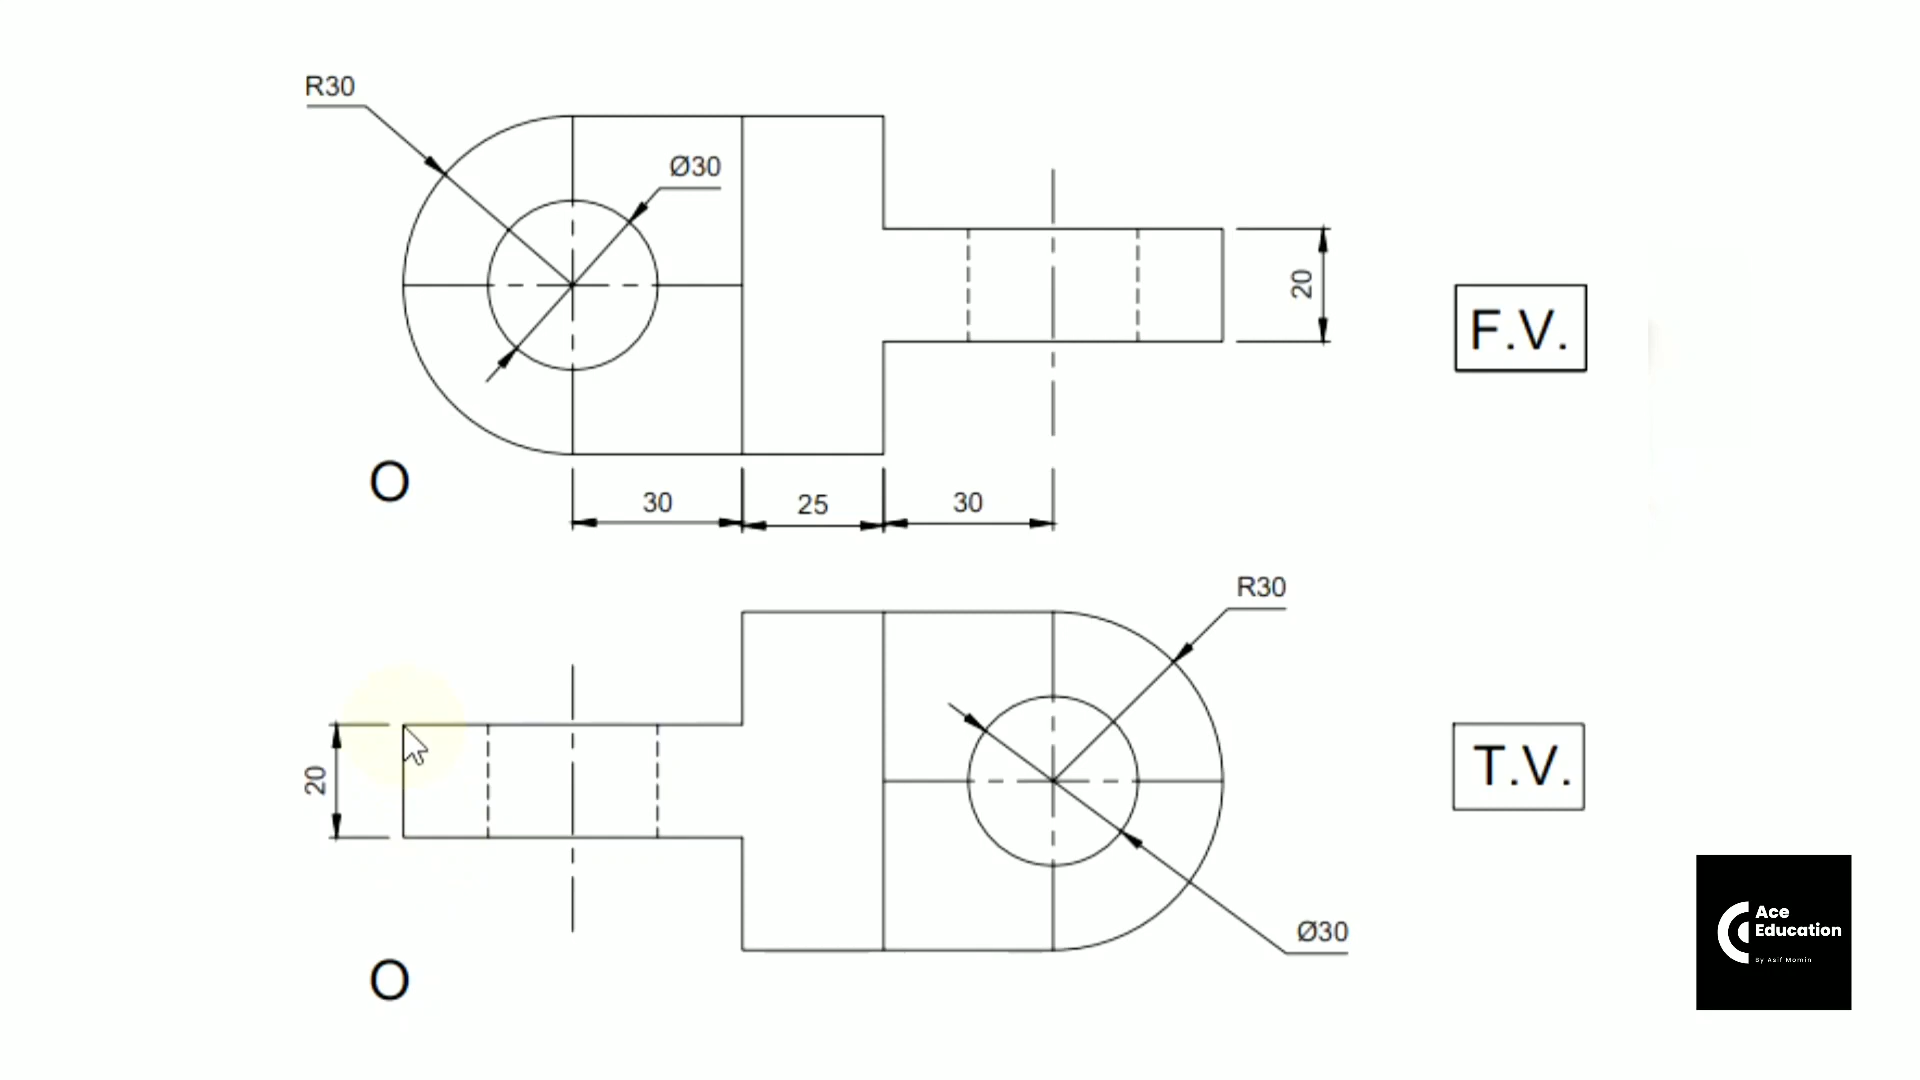 R30
Ø30
20
F.V.
O
30
25
30
R30
20
T.V.
Ø30
O
Ace
Education
By Asif Momin